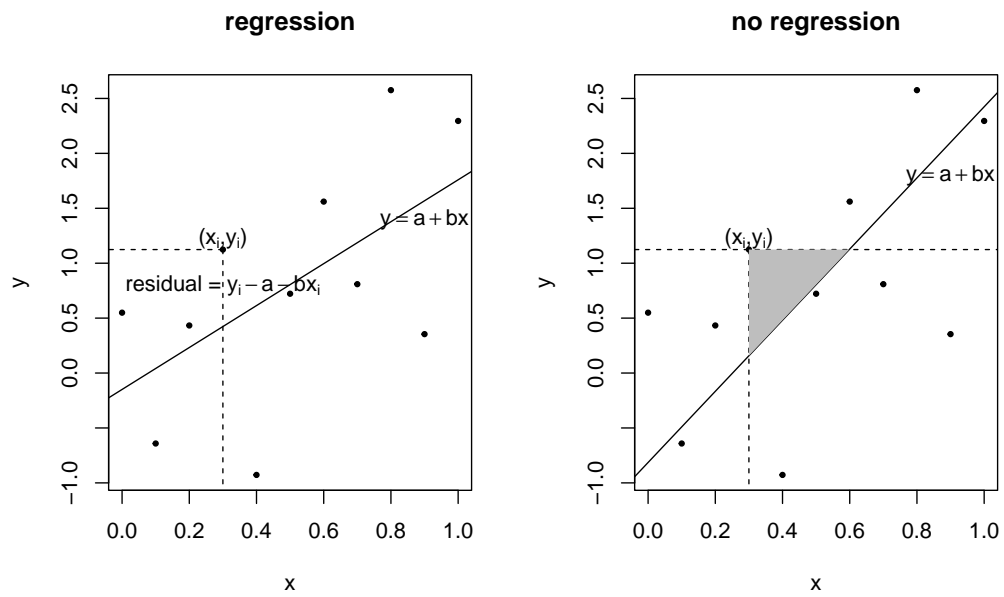 regression
2.5
2.0
1.5
1.0
0.5
0.0
−1.0
y
(xᵢ,yᵢ)
residual = yᵢ − a − bxᵢ
y = a + bx
0.0 0.2 0.4 0.6 0.8 1.0
x
no regression
2.5
2.0
1.5
1.0
0.5
0.0
−1.0
y
(xᵢ,yᵢ)
y = a + bx
0.0 0.2 0.4 0.6 0.8 1.0
x